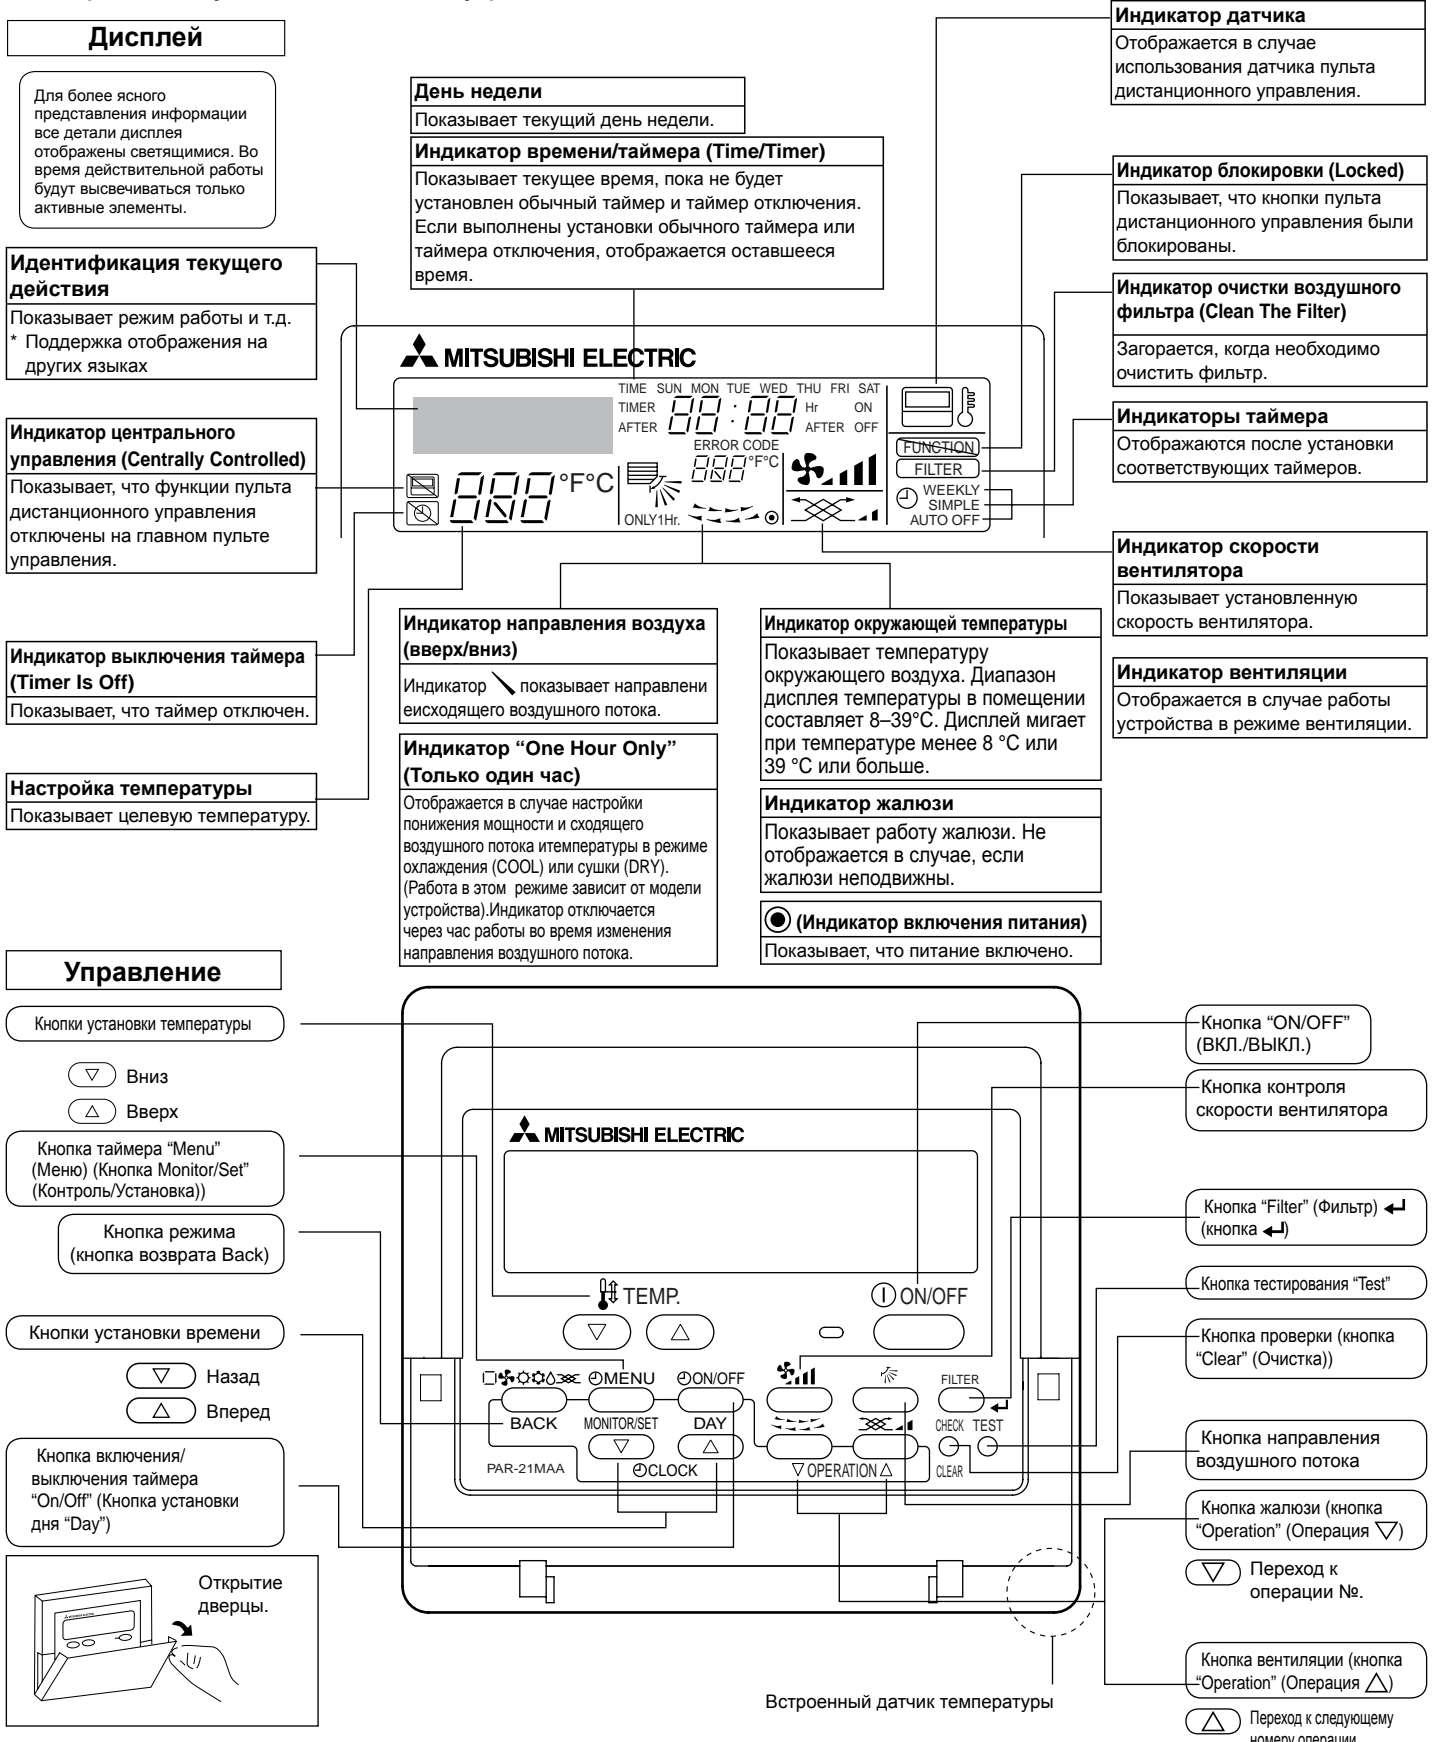 Дисплей
Для более ясного
представления информации
все детали дисплея
отображены светящимися. Во
время действительной работы
будут высвечиваться только
активные элементы.
День недели
Показывает текущий день недели.
Индикатор времени/таймера (Time/Timer)
Показывает текущее время, пока не будет
установлен обычный таймер и таймер отключения.
Если выполнены установки обычного таймера или
таймера отключения, отображается оставшееся
время.
Индикатор датчика
Отображается в случае
использования датчика пульта
дистанционного управления.
Индикатор блокировки (Locked)
Показывает, что кнопки пульта
дистанционного управления были
блокированы.
Индикатор очистки воздушного
фильтра (Clean The Filter)
Загорается, когда необходимо
очистить фильтр.
Индикаторы таймера
Отображаются после установки
соответствующих таймеров.
Индикатор скорости
вентилятора
Показывает установленную
скорость вентилятора.
Индикатор вентиляции
Отображается в случае работы
устройства в режиме вентиляции.
Идентификация текущего
действия
Показывает режим работы и т.д.
* Поддержка отображения на
других языках
Индикатор центрального
управления (Centrally Controlled)
Показывает, что функции пульта
дистанционного управления
отключены на главном пульте
управления.
Индикатор выключения таймера
(Timer Is Off)
Показывает, что таймер отключен.
Настройка температуры
Показывает целевую температуру.
MITSUBISHI ELECTRIC
TIME SUN MON TUE WED THU FRI SAT
TIMER 88:88 Hr ON
AFTER AFTER OFF
ERROR CODE
°F°C
°F°C
ONLY1Hr.
FUNCTION
FILTER
WEEKLY
SIMPLE
AUTO OFF
Индикатор направления воздуха
(вверх/вниз)
Индикатор показывает направлени
еисходящего воздушного потока.
Индикатор “One Hour Only”
(Только один час)
Отображается в случае настройки
понижения мощности и сходящего
воздушного потока итемпературы в режиме
охлаждения (COOL) или сушки (DRY).
(Работа в этом режиме зависит от модели
устройства).Индикатор отключается
через час работы во время изменения
направления воздушного потока.
Индикатор окружающей температуры
Показывает температуру
окружающего воздуха. Диапазон
дисплея температуры в помещении
составляет 8–39°C. Дисплей мигает
при температуре менее 8 °C или
39 °C или больше.
Индикатор жалюзи
Показывает работу жалюзи. Не
отображается в случае, если
жалюзи неподвижны.
(Индикатор включения питания)
Показывает, что питание включено.
Управление
Кнопки установки температуры
▽ Вниз
△ Вверх
Кнопка таймера “Menu”
(Меню) (Кнопка Monitor/Set”
(Контроль/Установка))
Кнопка режима
(кнопка возврата Back)
Кнопки установки времени
▽ Назад
△ Вперед
Кнопка включения/
выключения таймера
“On/Off” (Кнопка установки
дня “Day”)
Открытие
дверцы.
MITSUBISHI ELECTRIC
TEMP.
ON/OFF
▽ △
MENU ON/OFF FILTER
BACK MONITOR/SET DAY CHECK TEST
▽ △
PAR-21MAA CLOCK ▽ OPERATION △ CLEAR
Кнопка “ON/OFF”
(ВКЛ./ВЫКЛ.)
Кнопка контроля
скорости вентилятора
Кнопка “Filter” (Фильтр) ↵
(кнопка ↵)
Кнопка тестирования “Test”
Кнопка проверки (кнопка
“Clear” (Очистка))
Кнопка направления
воздушного потока
Кнопка жалюзи (кнопка
“Operation” (Операция ▽)
▽ Переход к
операции №.
Кнопка вентиляции (кнопка
“Operation” (Операция △)
△ Переход к следующему
номеру операции
Встроенный датчик температуры